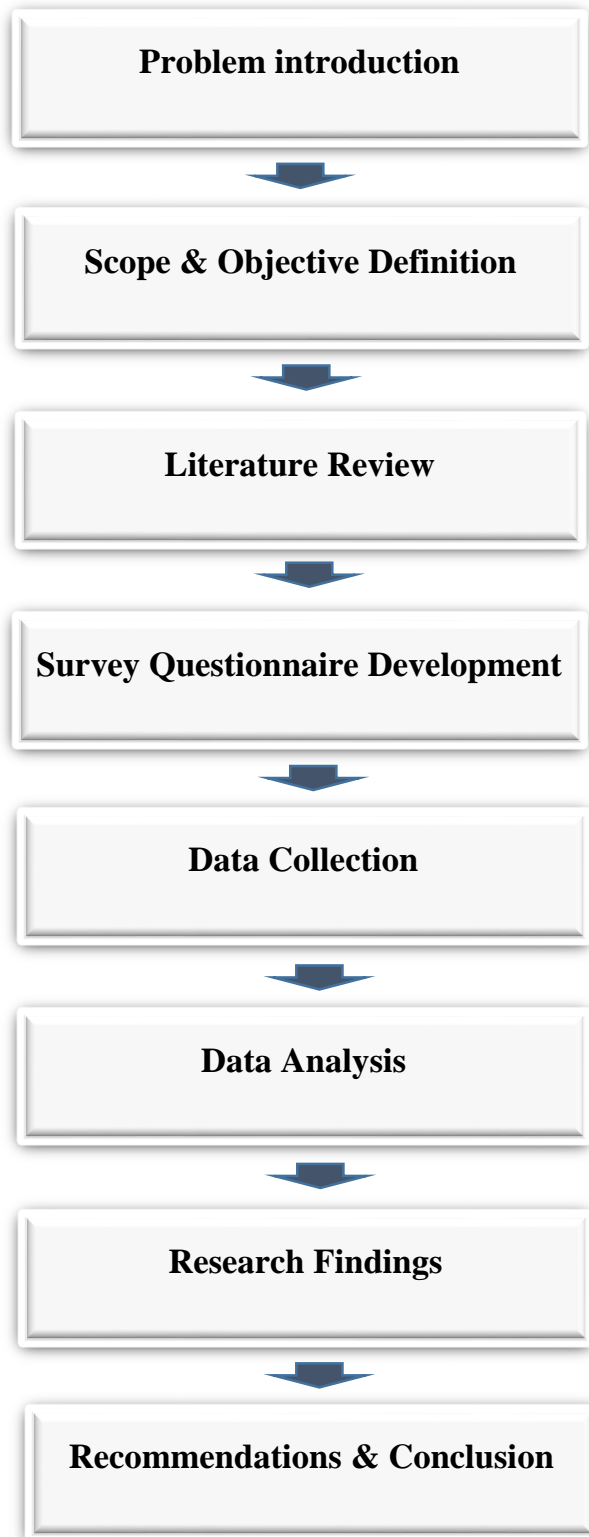 Problem introduction
Scope & Objective Definition
Literature Review
Survey Questionnaire Development
Data Collection
Data Analysis
Research Findings
Recommendations & Conclusion